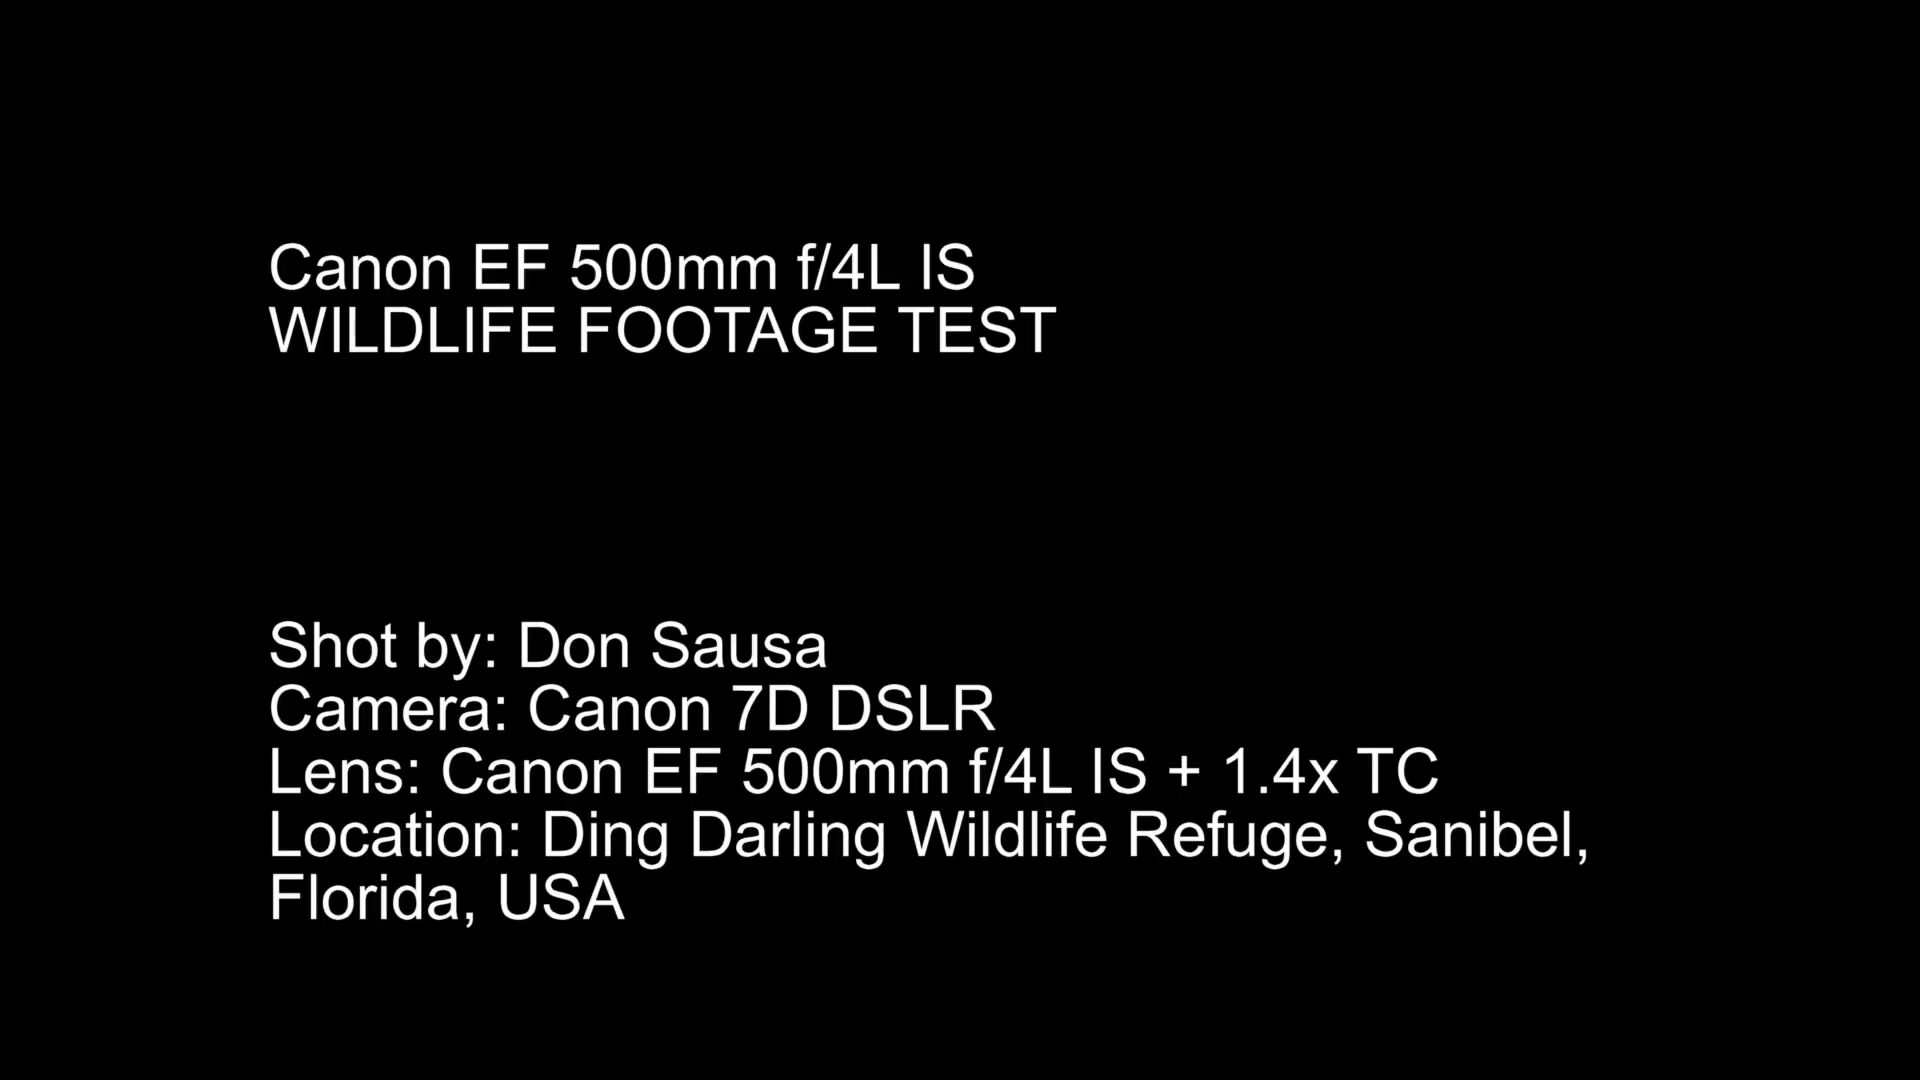 Canon EF 500mm f/4L IS
WILDLIFE FOOTAGE TEST
Shot by: Don Sausa
Camera: Canon 7D DSLR
Lens: Canon EF 500mm f/4L IS + 1.4x TC
Location: Ding Darling Wildlife Refuge, Sanibel,
Florida, USA